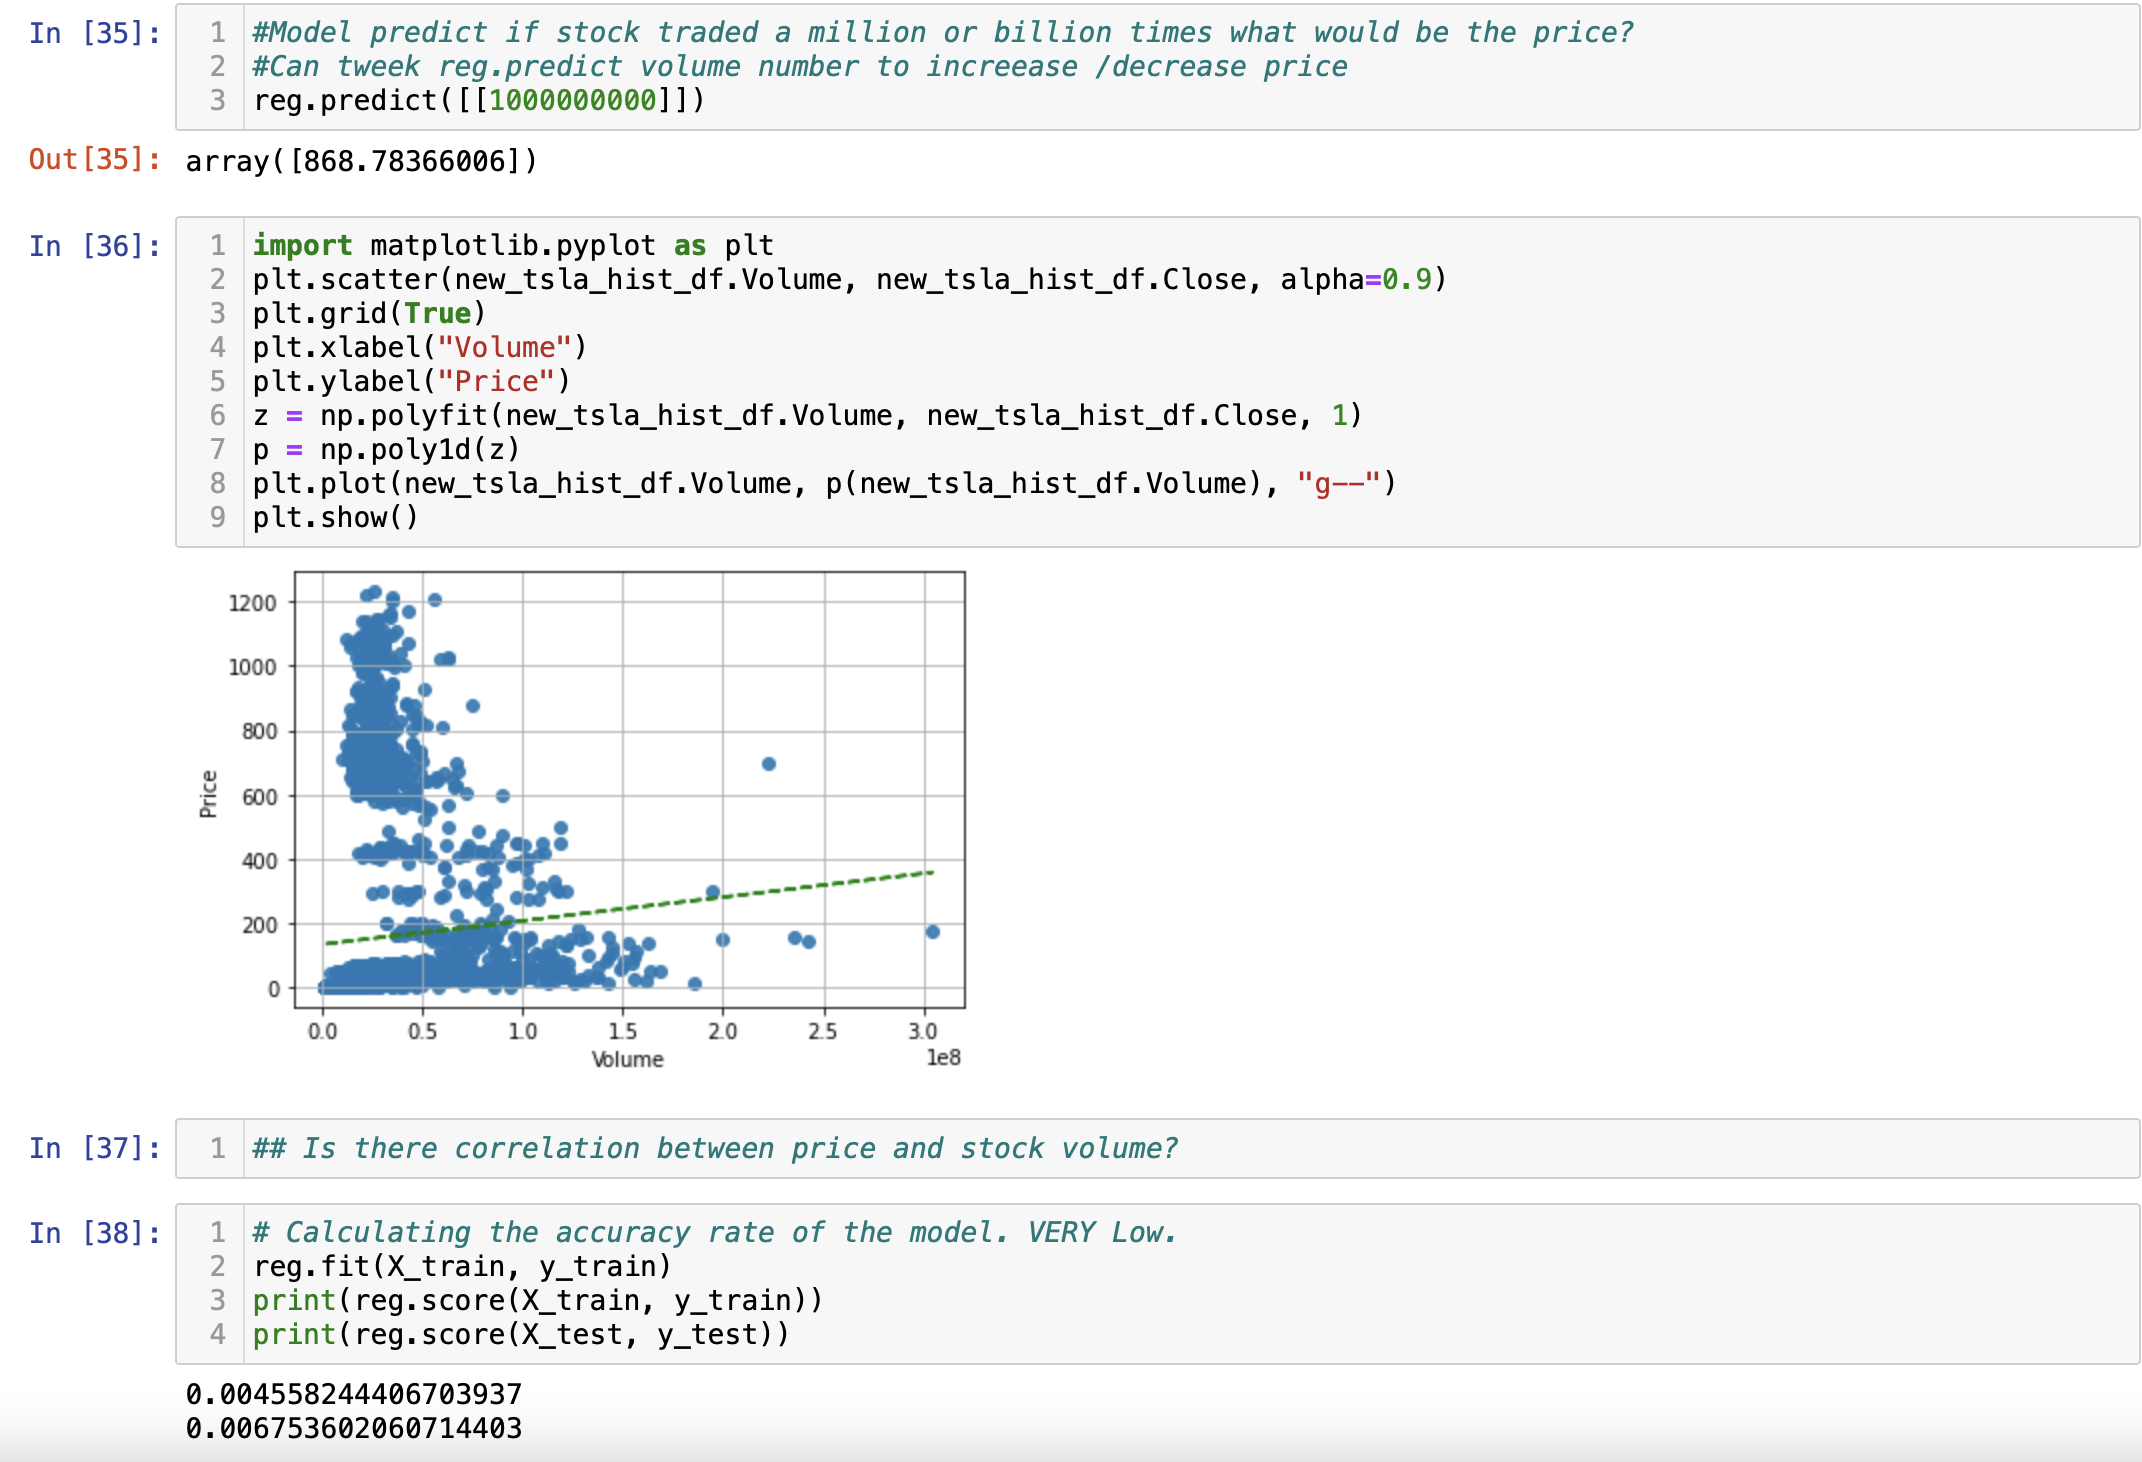 In [35]:
1 #Model predict if stock traded a million or billion times what would be the price?
2 #Can tweek reg.predict volume number to increease /decrease price
3 reg.predict([[1000000000]])
Out[35]: array([868.78366006])
In [36]:
1 import matplotlib.pyplot as plt
2 plt.scatter(new_tsla_hist_df.Volume, new_tsla_hist_df.Close, alpha=0.9)
3 plt.grid(True)
4 plt.xlabel("Volume")
5 plt.ylabel("Price")
6 z = np.polyfit(new_tsla_hist_df.Volume, new_tsla_hist_df.Close, 1)
7 p = np.poly1d(z)
8 plt.plot(new_tsla_hist_df.Volume, p(new_tsla_hist_df.Volume), "g--")
9 plt.show()
1200
1000
800
600
400
200
0
Price
0.0 0.5 1.0 1.5 2.0 2.5 3.0
1e8
Volume
In [37]:
1 ## Is there correlation between price and stock volume?
In [38]:
1 # Calculating the accuracy rate of the model. VERY Low.
2 reg.fit(X_train, y_train)
3 print(reg.score(X_train, y_train))
4 print(reg.score(X_test, y_test))
0.004558244406703937
0.006753602060714403